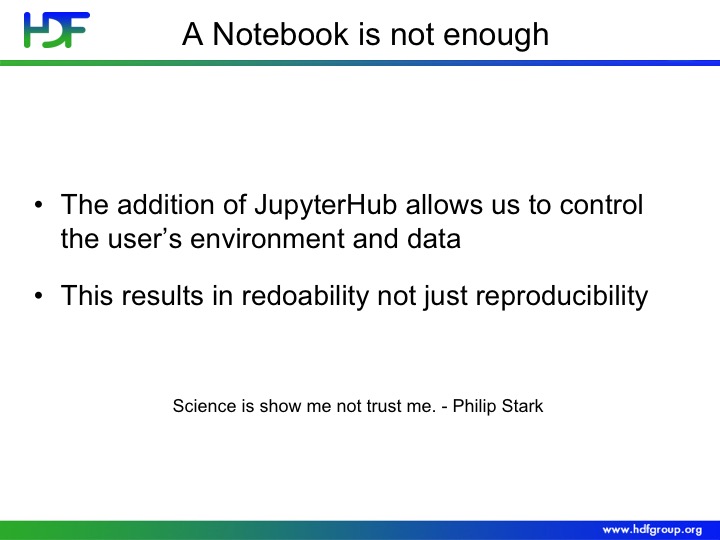 HDF
A Notebook is not enough
• The addition of JupyterHub allows us to control
the user’s environment and data
• This results in redoability not just reproducibility
Science is show me not trust me. - Philip Stark
www.hdfgroup.org